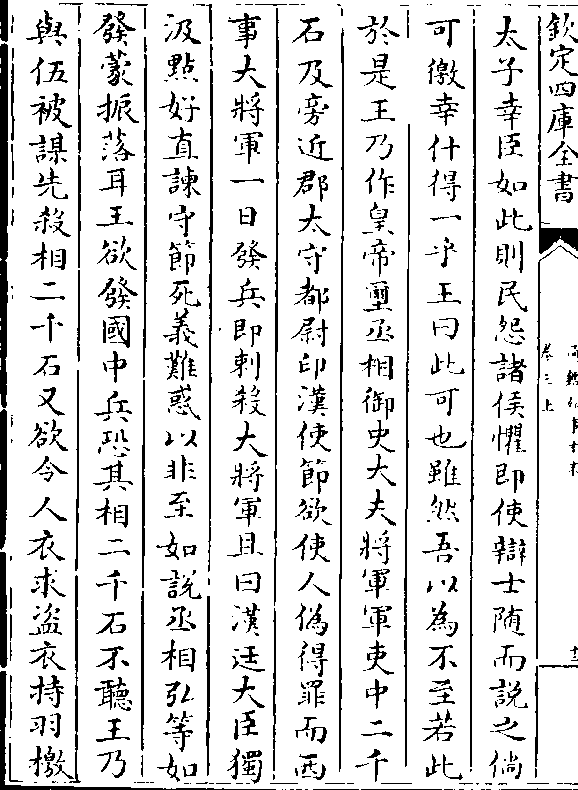 欽定四庫全書
卷三上
十三
太子幸臣如此則民怨諸侯懼即使辯士随而說之倘
可徼幸什得一乎王曰此可也雖然吾以為不至若此
於是王乃作皇帝璽丞相御史大夫將軍軍吏中二千
石及旁近郡太守都尉印漢使節欲使人偽得罪而西
事大將軍一日發兵即刺殺大將軍且曰漢廷大臣獨
汲黯好直諫守節死義難惑以非至如說丞相弘等如
發蒙振落耳王欲發國中兵恐其相二千石不聽王乃
與伍被謀先殺相二千石又欲令人衣求盗衣持羽檄